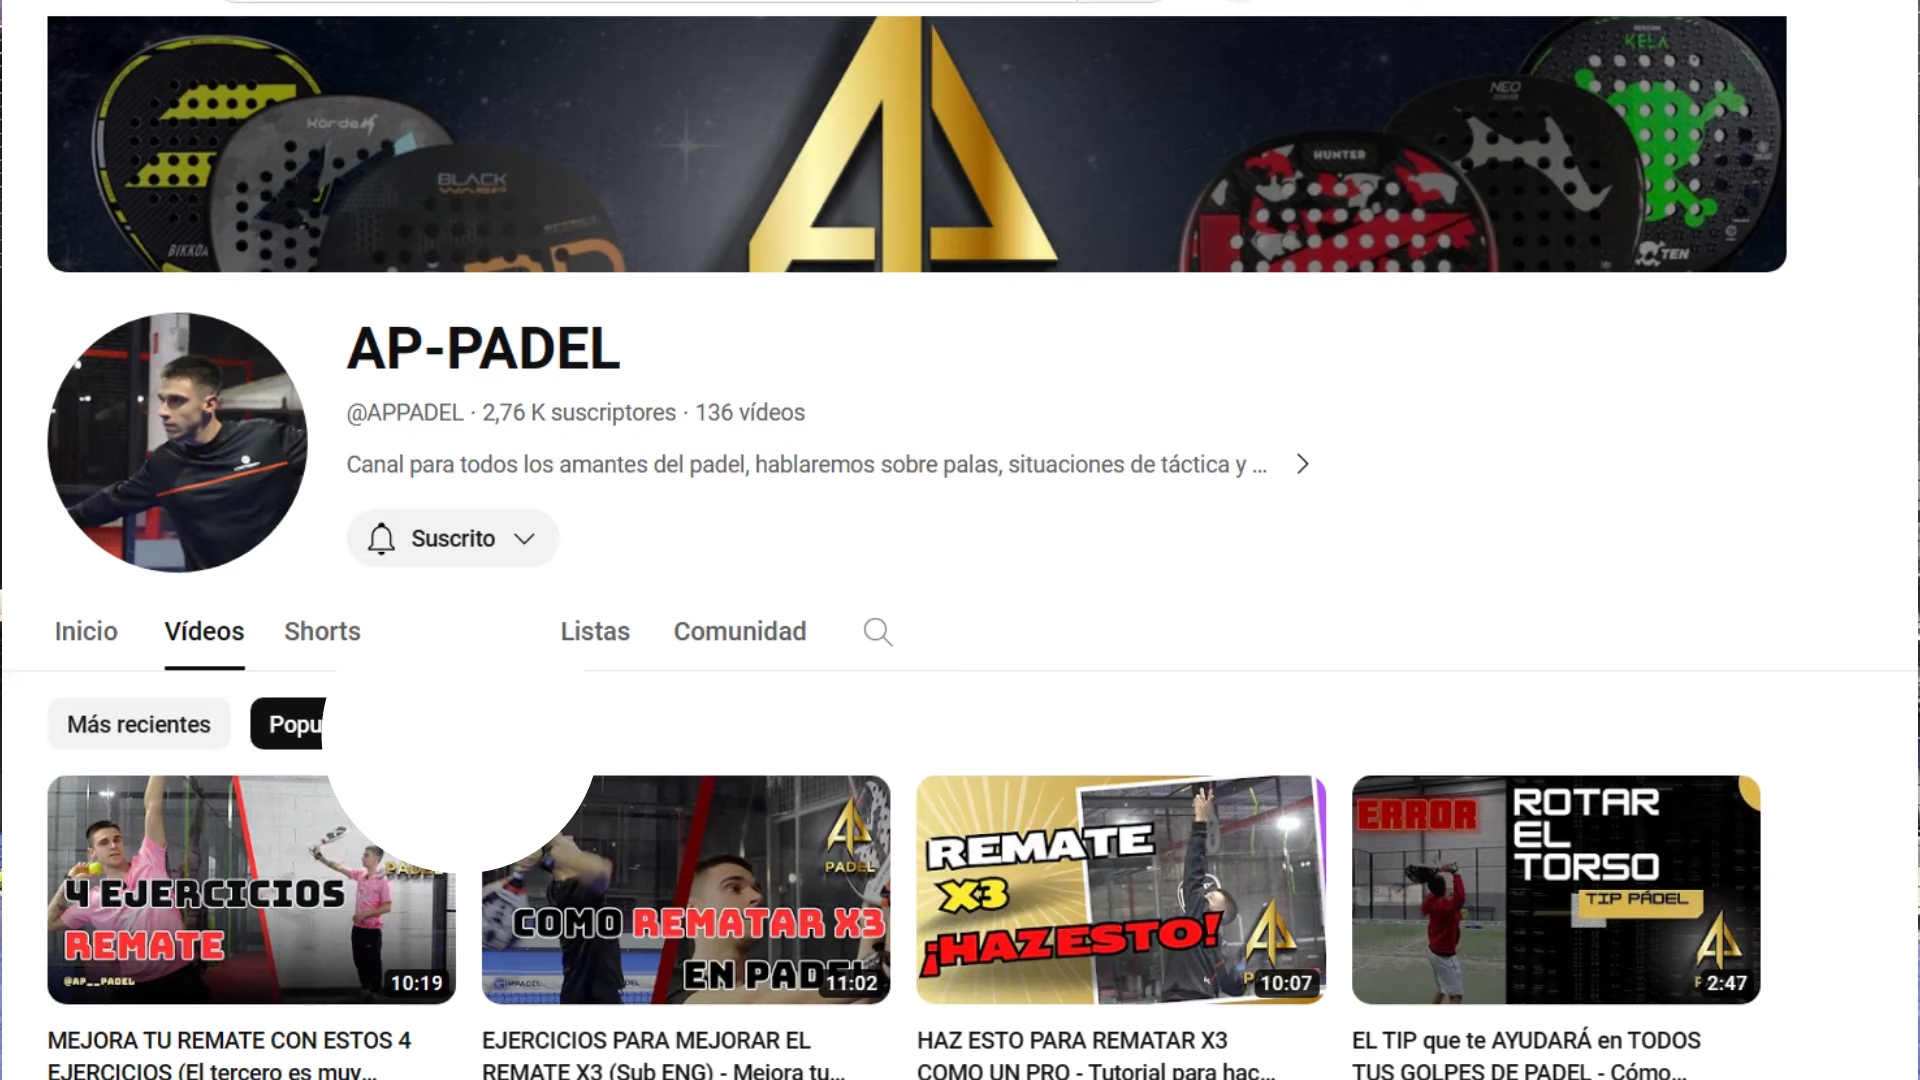 KELA
NEO
Kördek
HUNTER
BLACK
WASP
BIKKOA
TEN
AP-PADEL
@APPADEL · 2,76 K suscriptores · 136 vídeos
Canal para todos los amantes del padel, hablaremos sobre palas, situaciones de táctica y ...
Suscrito
Inicio Vídeos Shorts Listas Comunidad
Más recientes Popu
4 EJERCICIOS
REMATE
@AP__PADEL
10:19
PADEL
COMO REMATAR X3
EN PADEL
11:02
REMATE
X3
¡HAZ ESTO!
10:07
ERROR
ROTAR
EL
TORSO
TIP PÁDEL
2:47
MEJORA TU REMATE CON ESTOS 4
EJERCICIOS (El tercero es muy...
EJERCICIOS PARA MEJORAR EL
REMATE X3 (Sub ENG) - Mejora tu...
HAZ ESTO PARA REMATAR X3
COMO UN PRO - Tutorial para hac...
EL TIP que te AYUDARÁ en TODOS
TUS GOLPES DE PADEL - Cómo...